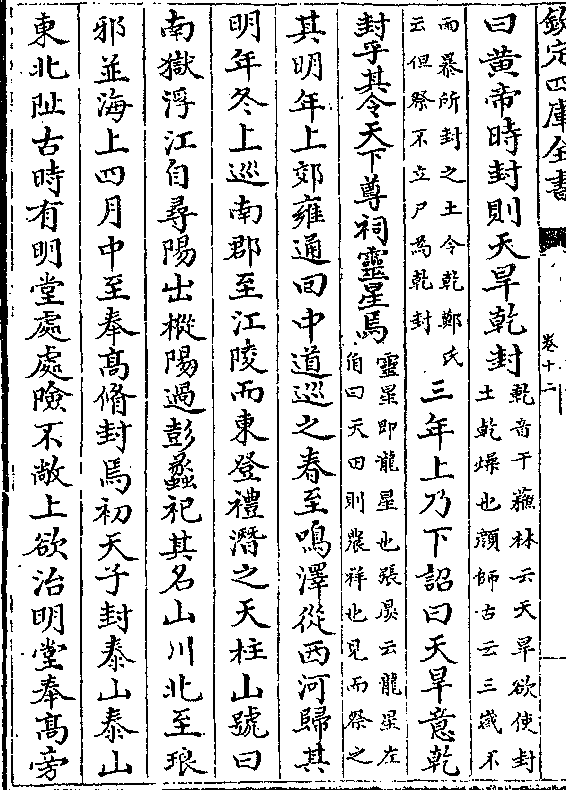 欽定四庫全書
卷十二
曰黄帝時封則天旱乾封
乾音干蘇林云天旱欲使封
土乾燥也顔師古云三歲不
而暴所封之土令乾鄭氏
云但祭不立尸為乾封
三年上乃下詔曰天旱意乾
封乎其令天下尊祠靈星焉
靈星即龍星也張晏云龍星左
角曰天田則農祥也見而祭之
其明年上郊雍通回中道巡之春至鳴澤從西河歸其
明年冬上巡南郡至江陵而東登禮潛之天柱山號曰
南嶽浮江自尋陽出樅陽過彭蠡祀其名山川北至琅
邪並海上四月中至奉髙脩封焉初天子封泰山泰山
東北阯古時有明堂處處險不敞上欲治明堂奉髙旁